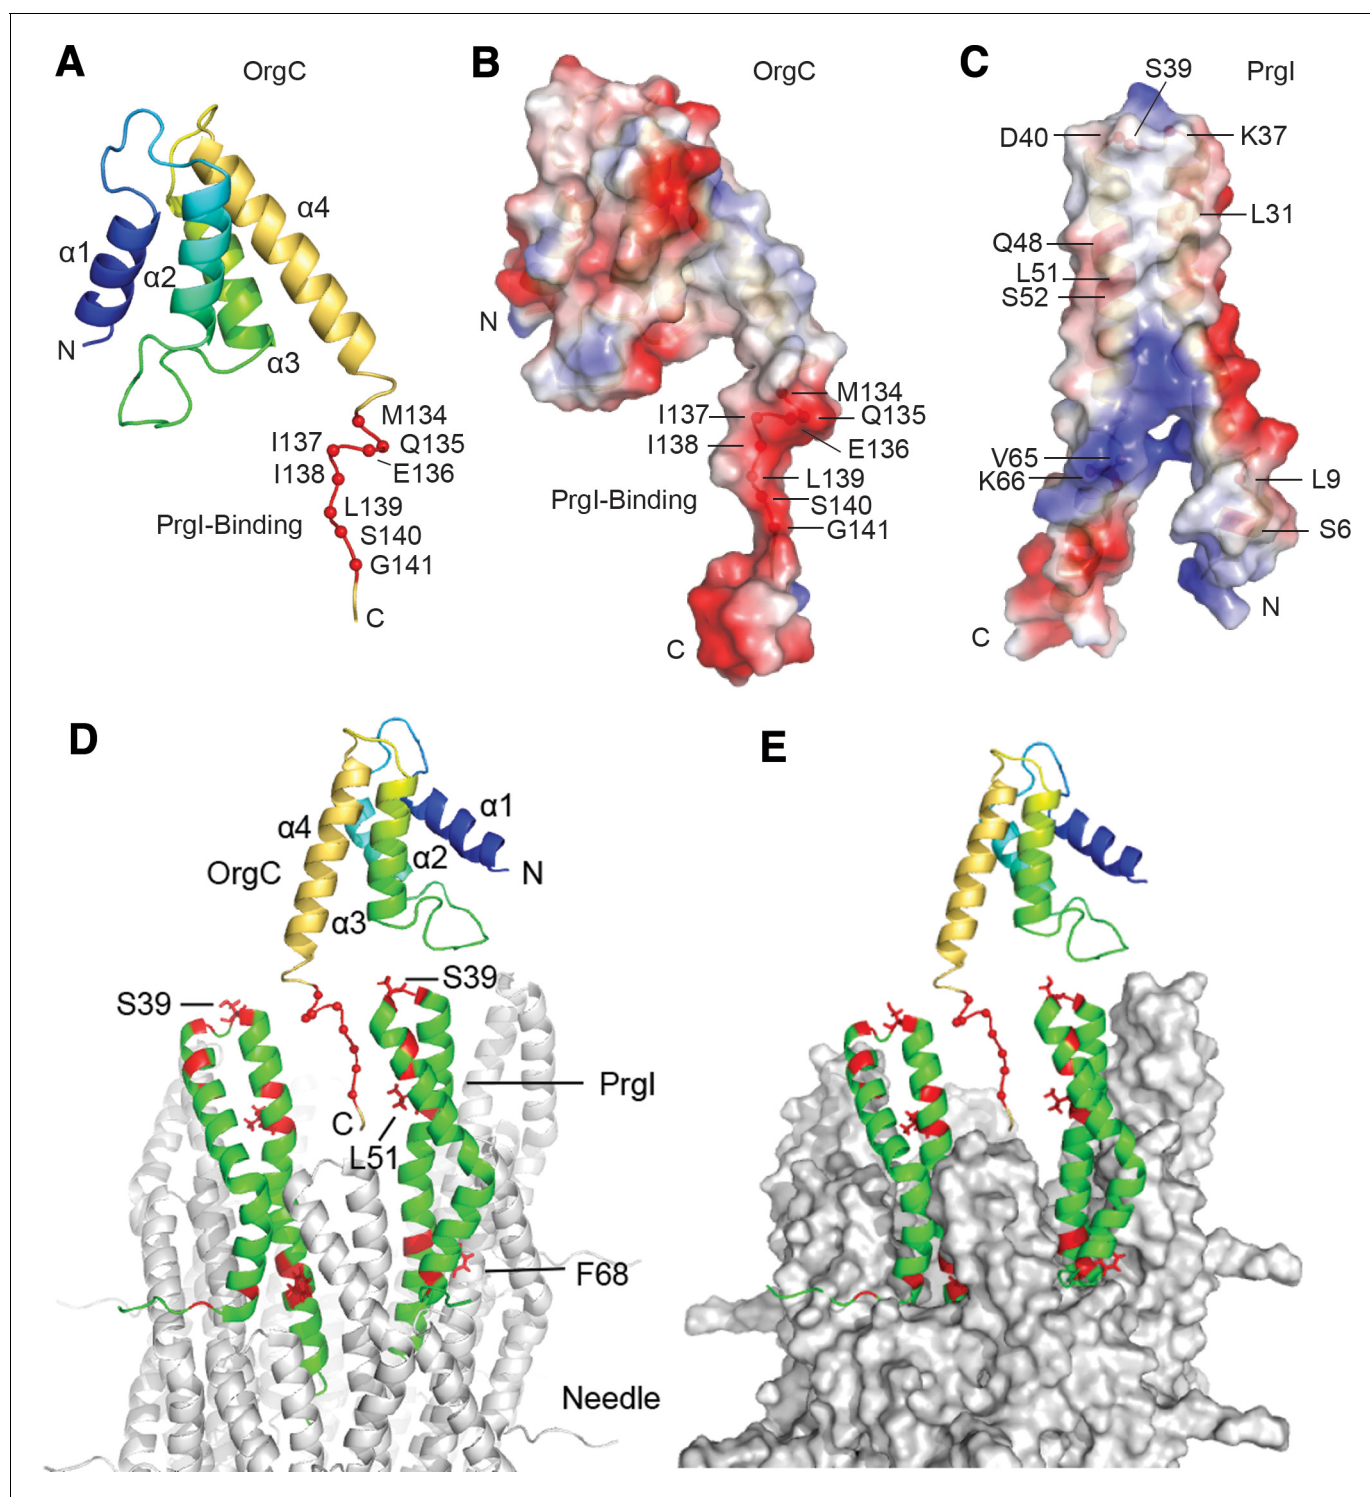 A
OrgC
α1
α2
α4
N
α3
M134
I137
Q135
I138
E136
L139
PrgI-Binding
S140
G141
C
B
OrgC
N
M134
I137
Q135
I138
E136
L139
PrgI-Binding
S140
G141
C
C
S39
PrgI
D40
K37
L31
Q48
L51
S52
V65
K66
L9
S6
N
C
D
α4
α1
OrgC
α2
N
α3
S39
S39
PrgI
C
L51
F68
Needle
E